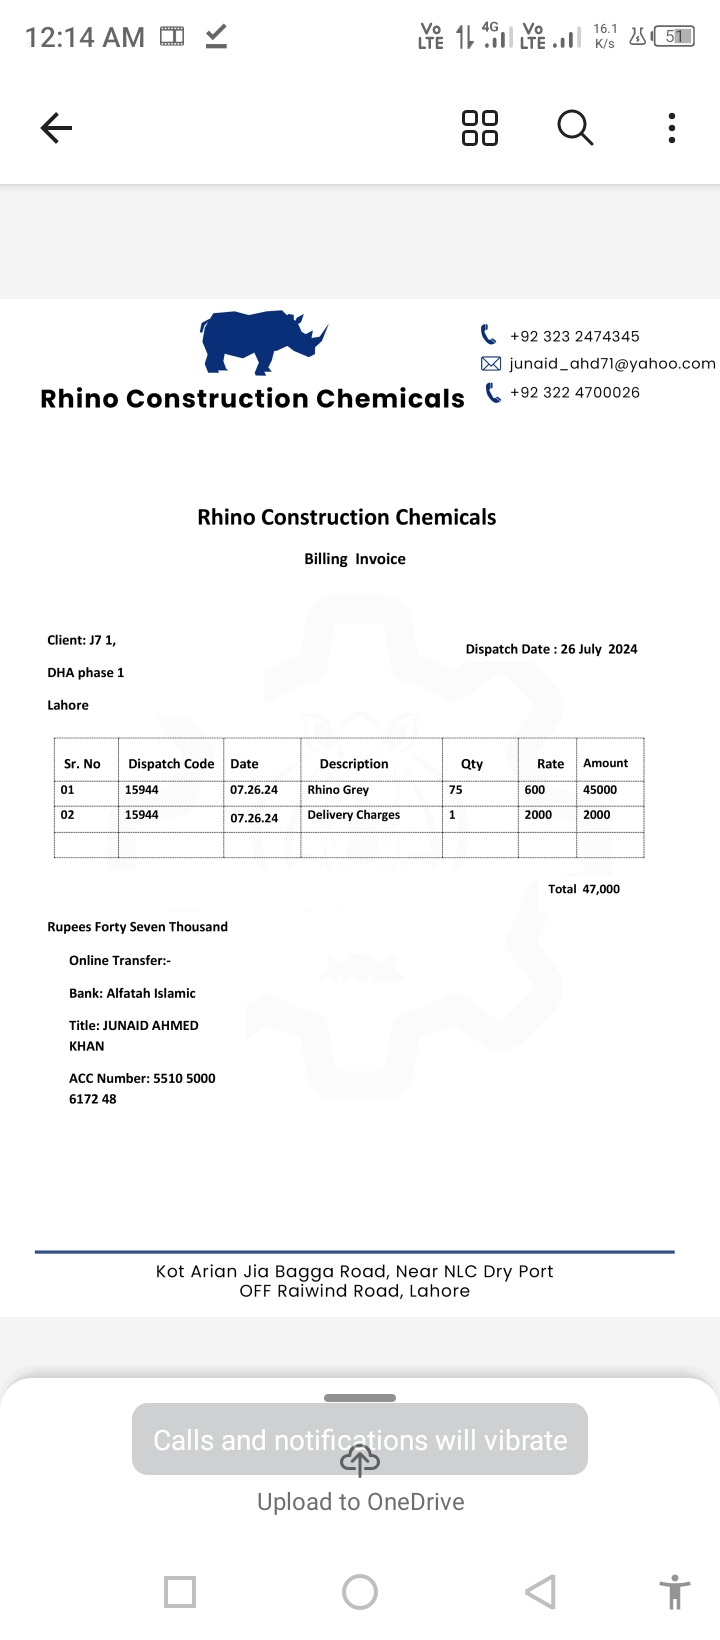 12:14 AM
Vo LTE 4G Vo LTE 16.1 K/s 51
+92 323 2474345
junaid_ahd71@yahoo.com
Rhino Construction Chemicals
+92 322 4700026
Rhino Construction Chemicals
Billing Invoice
Client: J7 1,
Dispatch Date : 26 July 2024
DHA phase 1
Lahore
Sr. No Dispatch Code Date Description Qty Rate Amount
01 15944 07.26.24 Rhino Grey 75 600 45000
02 15944 07.26.24 Delivery Charges 1 2000 2000
Total 47,000
Rupees Forty Seven Thousand
Online Transfer:-
Bank: Alfatah Islamic
Title: JUNAID AHMED
KHAN
ACC Number: 5510 5000
6172 48
Kot Arian Jia Bagga Road, Near NLC Dry Port
OFF Raiwind Road, Lahore
Calls and notifications will vibrate
Upload to OneDrive